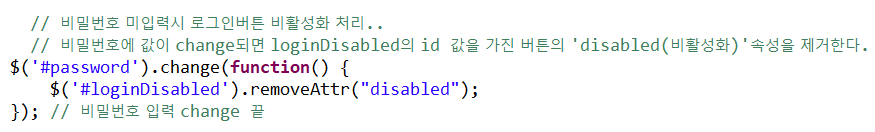 // 비밀번호 미입력시 로그인버튼 비활성화 처리..
// 비밀번호에 값이 change되면 loginDisabled의 id 값을 가진 버튼의 'disabled(비활성화)'속성을 제거한다.
$('#password').change(function() {
$('#loginDisabled').removeAttr("disabled");
}); // 비밀번호 입력 change 끝